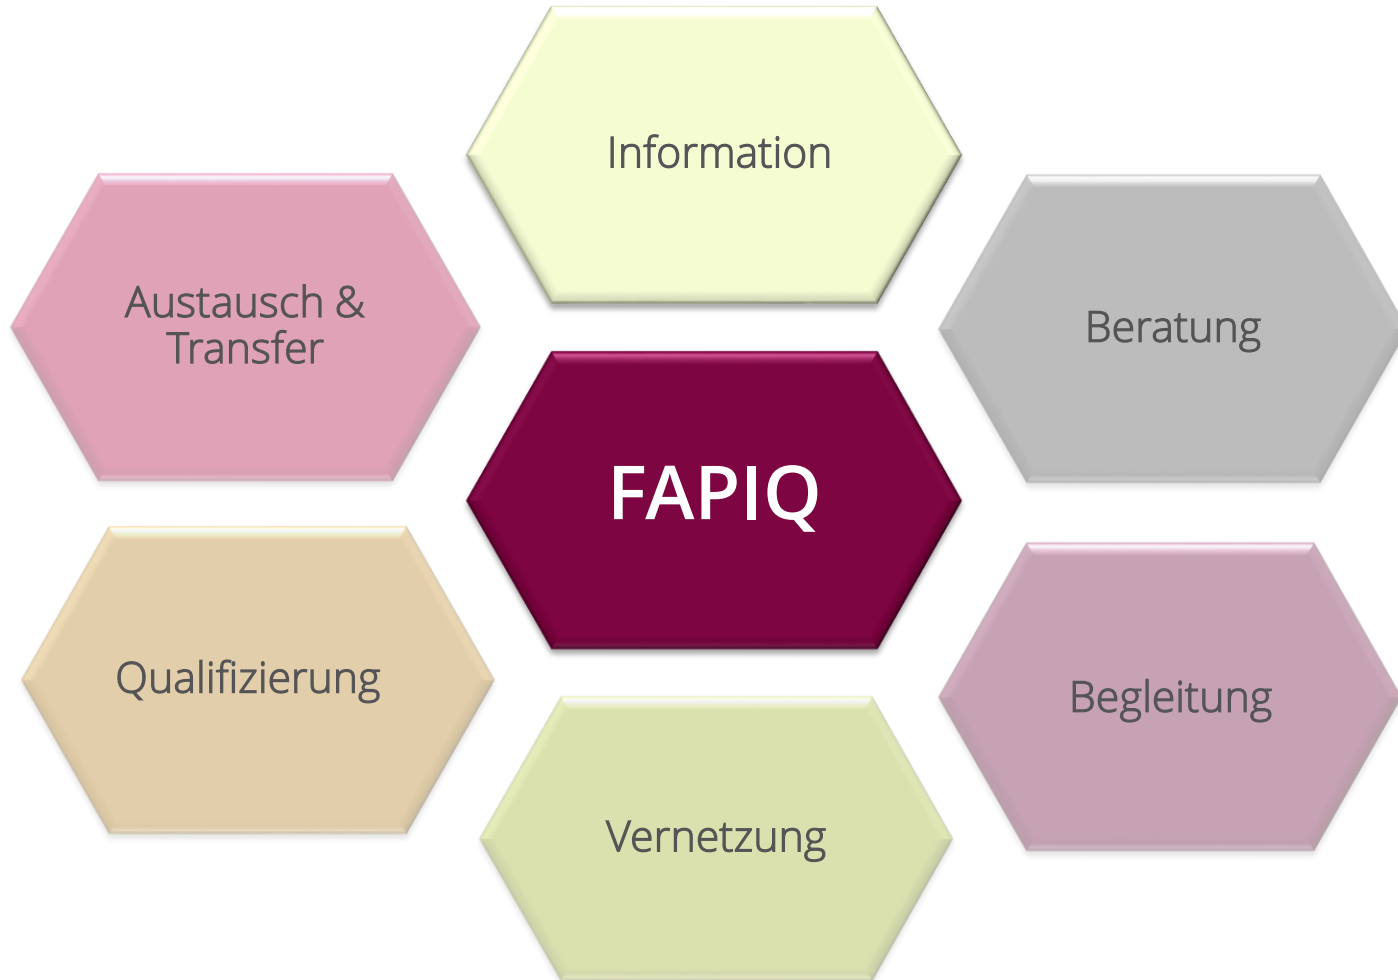 Information
Austausch &
Transfer
Beratung
FAPIQ
Qualifizierung
Begleitung
Vernetzung